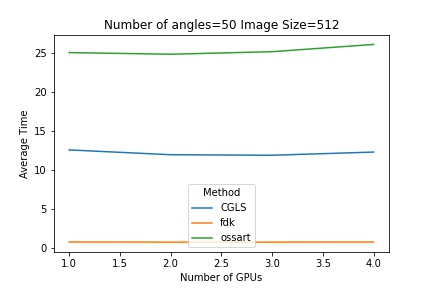 Number of angles=50 Image Size=512
Average Time
25
20
15
10
5
0
Method
CGLS
fdk
ossart
1.0 1.5 2.0 2.5 3.0 3.5 4.0
Number of GPUs